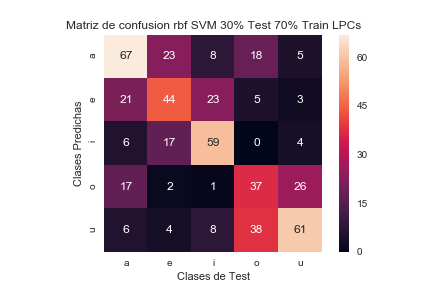 Matriz de confusion rbf SVM 30% Test 70% Train LPCs
Clases Predichas
a 67 23 8 18 5
e 21 44 23 5 3
i 6 17 59 0 4
o 17 2 1 37 26
u 6 4 8 38 61
a e i o u
Clases de Test
60
45
30
15
0